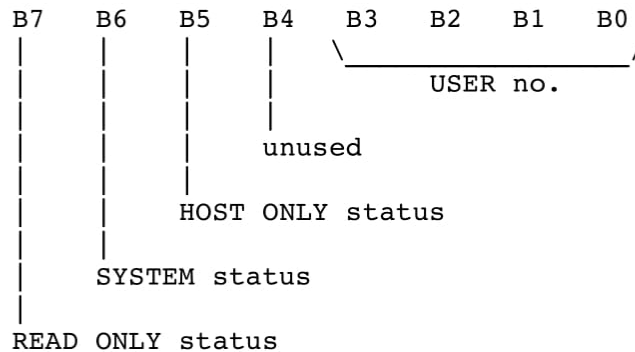 B7 B6 B5 B4 B3 B2 B1 B0
USER no.
unused
HOST ONLY status
SYSTEM status
READ ONLY status